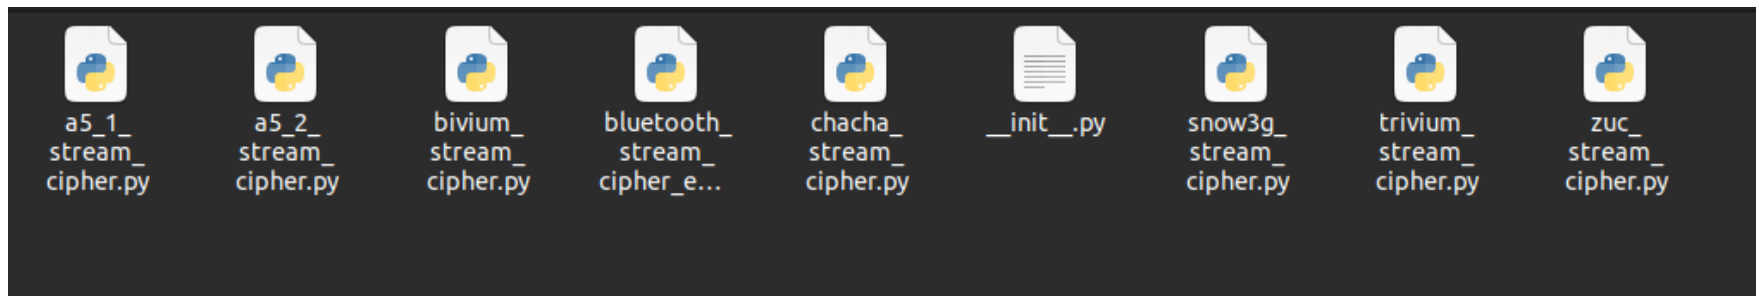 a5_1_
stream_
cipher.py
a5_2_
stream_
cipher.py
bivium_
stream_
cipher.py
bluetooth_
stream_
cipher_e...
chacha_
stream_
cipher.py
__init__.py
snow3g_
stream_
cipher.py
trivium_
stream_
cipher.py
zuc_
stream_
cipher.py